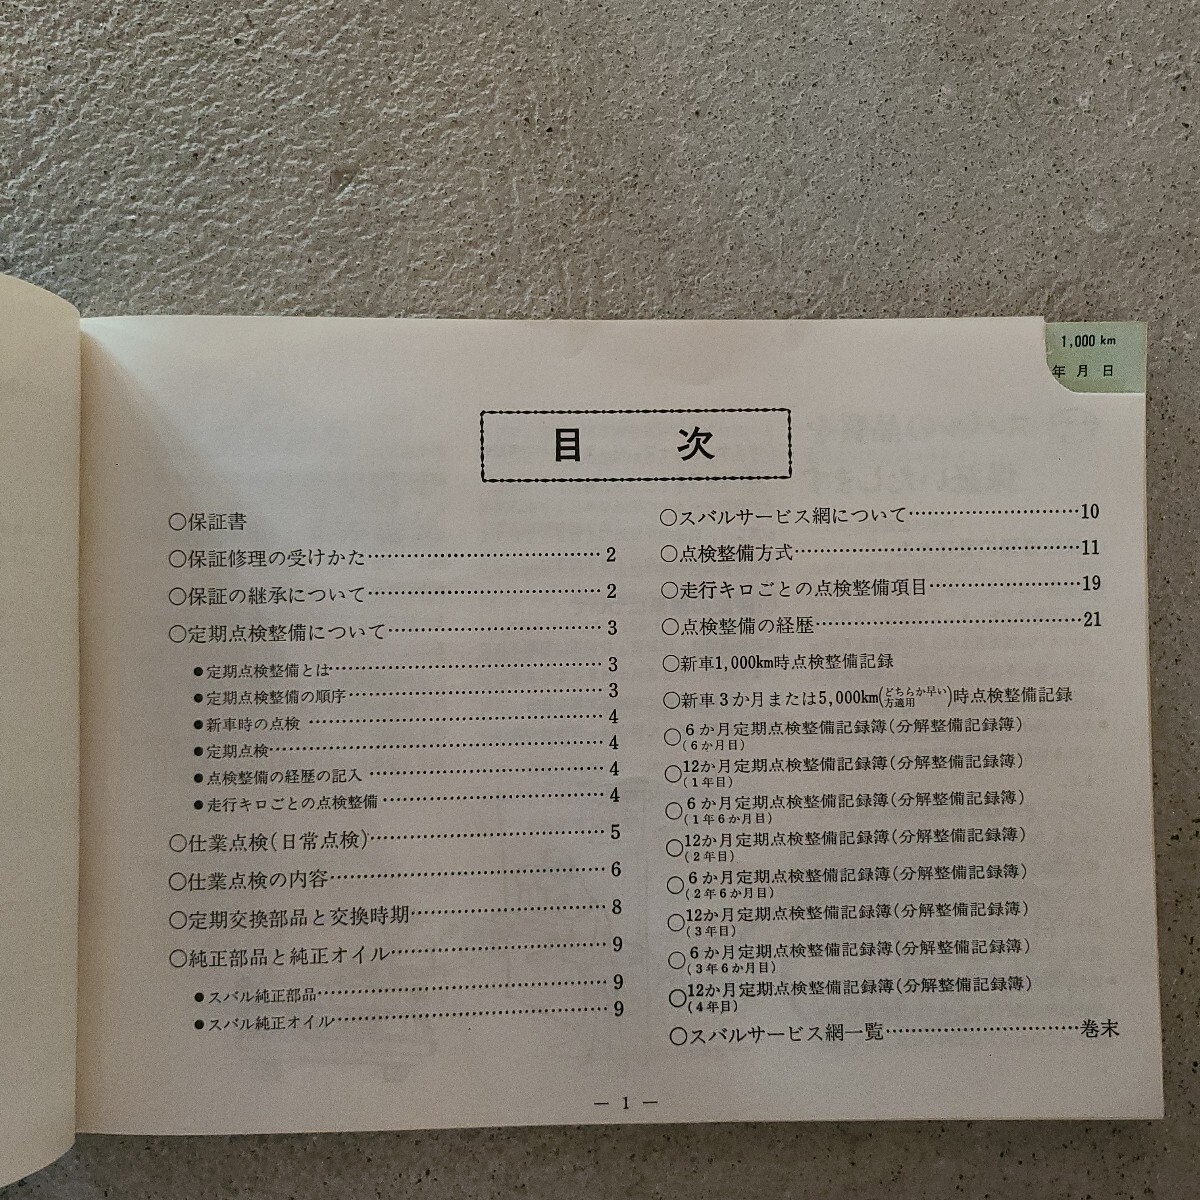 1,000 km
年 月 日
目 次
○保証書
○保証修理の受けかた……………………………2
○保証の継承について……………………………2
○定期点検整備について…………………………3
●定期点検整備とは………………………………3
●定期点検整備の順序……………………………3
●新車時の点検……………………………………4
●定期点検…………………………………………4
●点検整備の経歴の記入…………………………4
●走行キロごとの点検整備………………………4
○仕業点検(日常点検)……………………………5
○仕業点検の内容…………………………………6
○定期交換部品と交換時期………………………8
○純正部品と純正オイル…………………………9
●スバル純正部品…………………………………9
●スバル純正オイル………………………………9
○スバルサービス網について……………………10
○点検整備方式……………………………………11
○走行キロごとの点検整備項目…………………19
○点検整備の経歴…………………………………21
○新車1,000km時点検整備記録
○新車3か月または5,000km(どちらか早い方適用)時点検整備記録
○6か月定期点検整備記録簿(分解整備記録簿)
(6か月目)
○12か月定期点検整備記録簿(分解整備記録簿)
(1年目)
○6か月定期点検整備記録簿(分解整備記録簿)
(1年6か月目)
○12か月定期点検整備記録簿(分解整備記録簿)
(2年目)
○6か月定期点検整備記録簿(分解整備記録簿)
(2年6か月目)
○12か月定期点検整備記録簿(分解整備記録簿)
(3年目)
○6か月定期点検整備記録簿(分解整備記録簿)
(3年6か月目)
○12か月定期点検整備記録簿(分解整備記録簿)
(4年目)
○スバルサービス網一覧…………………………巻末
― 1 ―